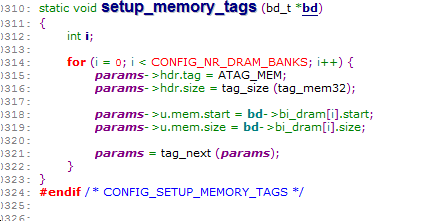 0310: static void setup_memory_tags (bd_t *bd)
0311: {
0312:     int i;
0313:
0314:     for (i = 0; i < CONFIG_NR_DRAM_BANKS; i++) {
0315:         params->hdr.tag = ATAG_MEM;
0316:         params->hdr.size = tag_size (tag_mem32);
0317:
0318:         params->u.mem.start = bd->bi_dram[i].start;
0319:         params->u.mem.size = bd->bi_dram[i].size;
0320:
0321:         params = tag_next (params);
0322:     }
0323: }
0324: #endif / * CONFIG_SETUP_MEMORY_TAGS */
0325:
0326: